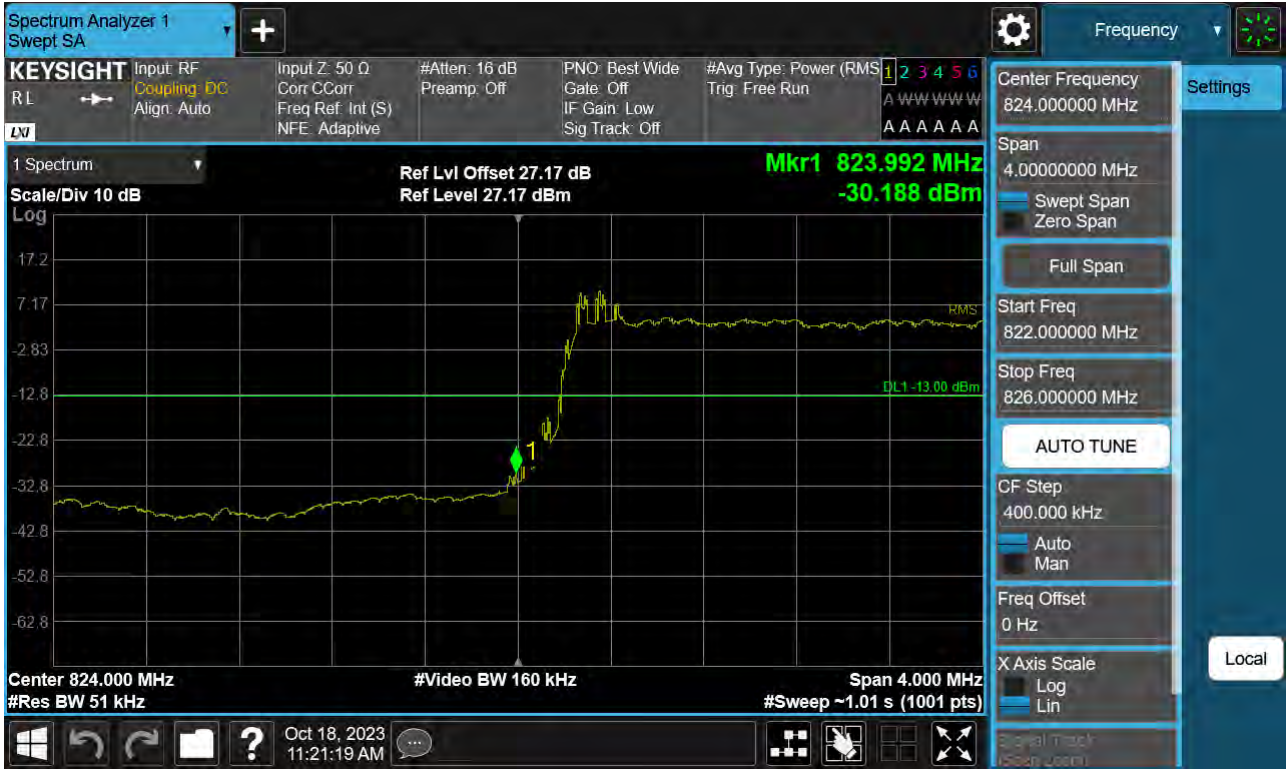 Spectrum Analyzer 1
Swept SA
+
Frequency
KEYSIGHT
R L
LXI
Input: RF
Coupling: DC
Align: Auto
Input Z: 50 Ω
Corr CCorr
Freq Ref: Int (S)
NFE: Adaptive
#Atten: 16 dB
Preamp: Off
PNO: Best Wide
Gate: Off
IF Gain: Low
Sig Track: Off
#Avg Type: Power (RMS
Trig: Free Run
1 2 3 4 5 6
A W W W W W
A A A A A A
1 Spectrum
Scale/Div 10 dB
Log
Ref Lvl Offset 27.17 dB
Ref Level 27.17 dBm
Mkr1 823.992 MHz
-30.188 dBm
17.2
7.17
-2.83
-12.8
-22.8
-32.8
-42.8
-52.8
-62.8
RMS
DL1 -13.00 dBm
1
Center 824.000 MHz
#Res BW 51 kHz
#Video BW 160 kHz
Span 4.000 MHz
#Sweep ~1.01 s (1001 pts)
Center Frequency
824.000000 MHz
Span
4.00000000 MHz
Swept Span
Zero Span
Full Span
Start Freq
822.000000 MHz
Stop Freq
826.000000 MHz
AUTO TUNE
CF Step
400.000 kHz
Auto
Man
Freq Offset
0 Hz
X Axis Scale
Log
Lin
Signal Track
(Span Zoom)
Settings
Local
?
Oct 18, 2023
11:21:19 AM